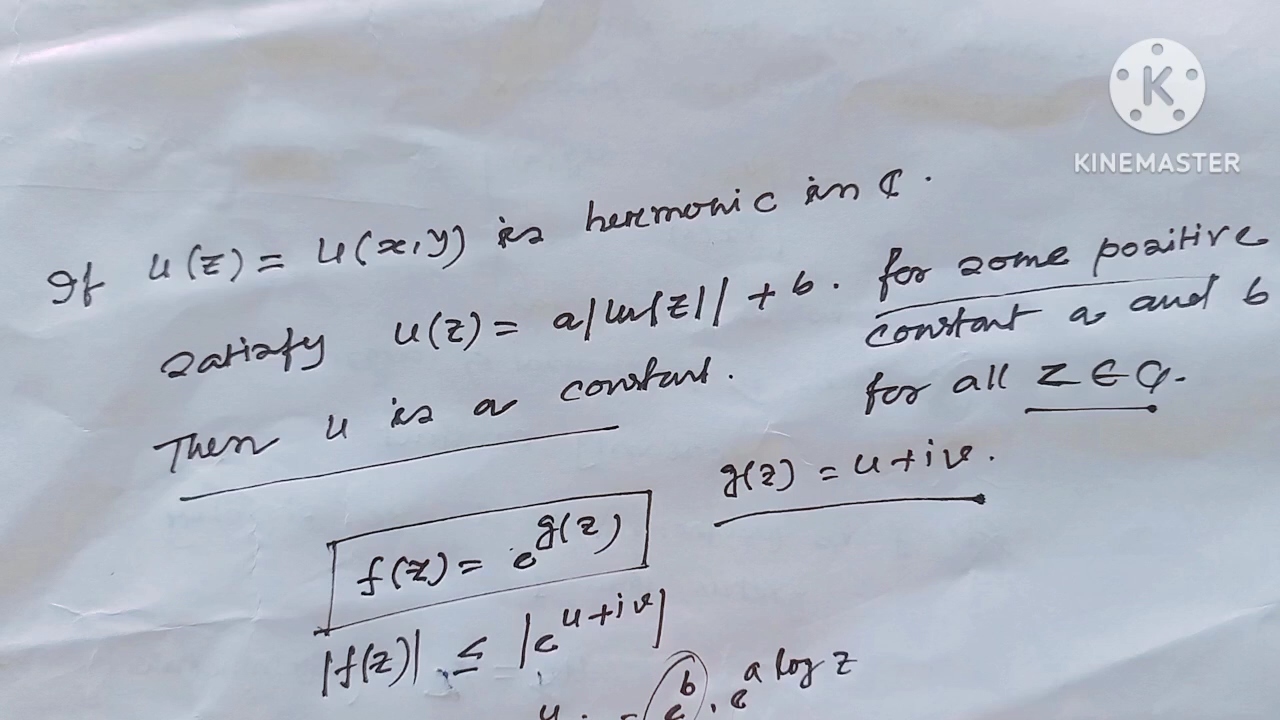 K
KINEMASTER
If u(z) = u(x,y) is hermonic in ¢.
satisfy u(z) = a|ln|z|| + b. for some positive
constant a and b
Then u is a constant. for all z ∈ ¢.
g(z) = u+iv.
f(z) = e^g(z)
|f(z)| ≤ |e^u+iv|
e^b . e^a log z